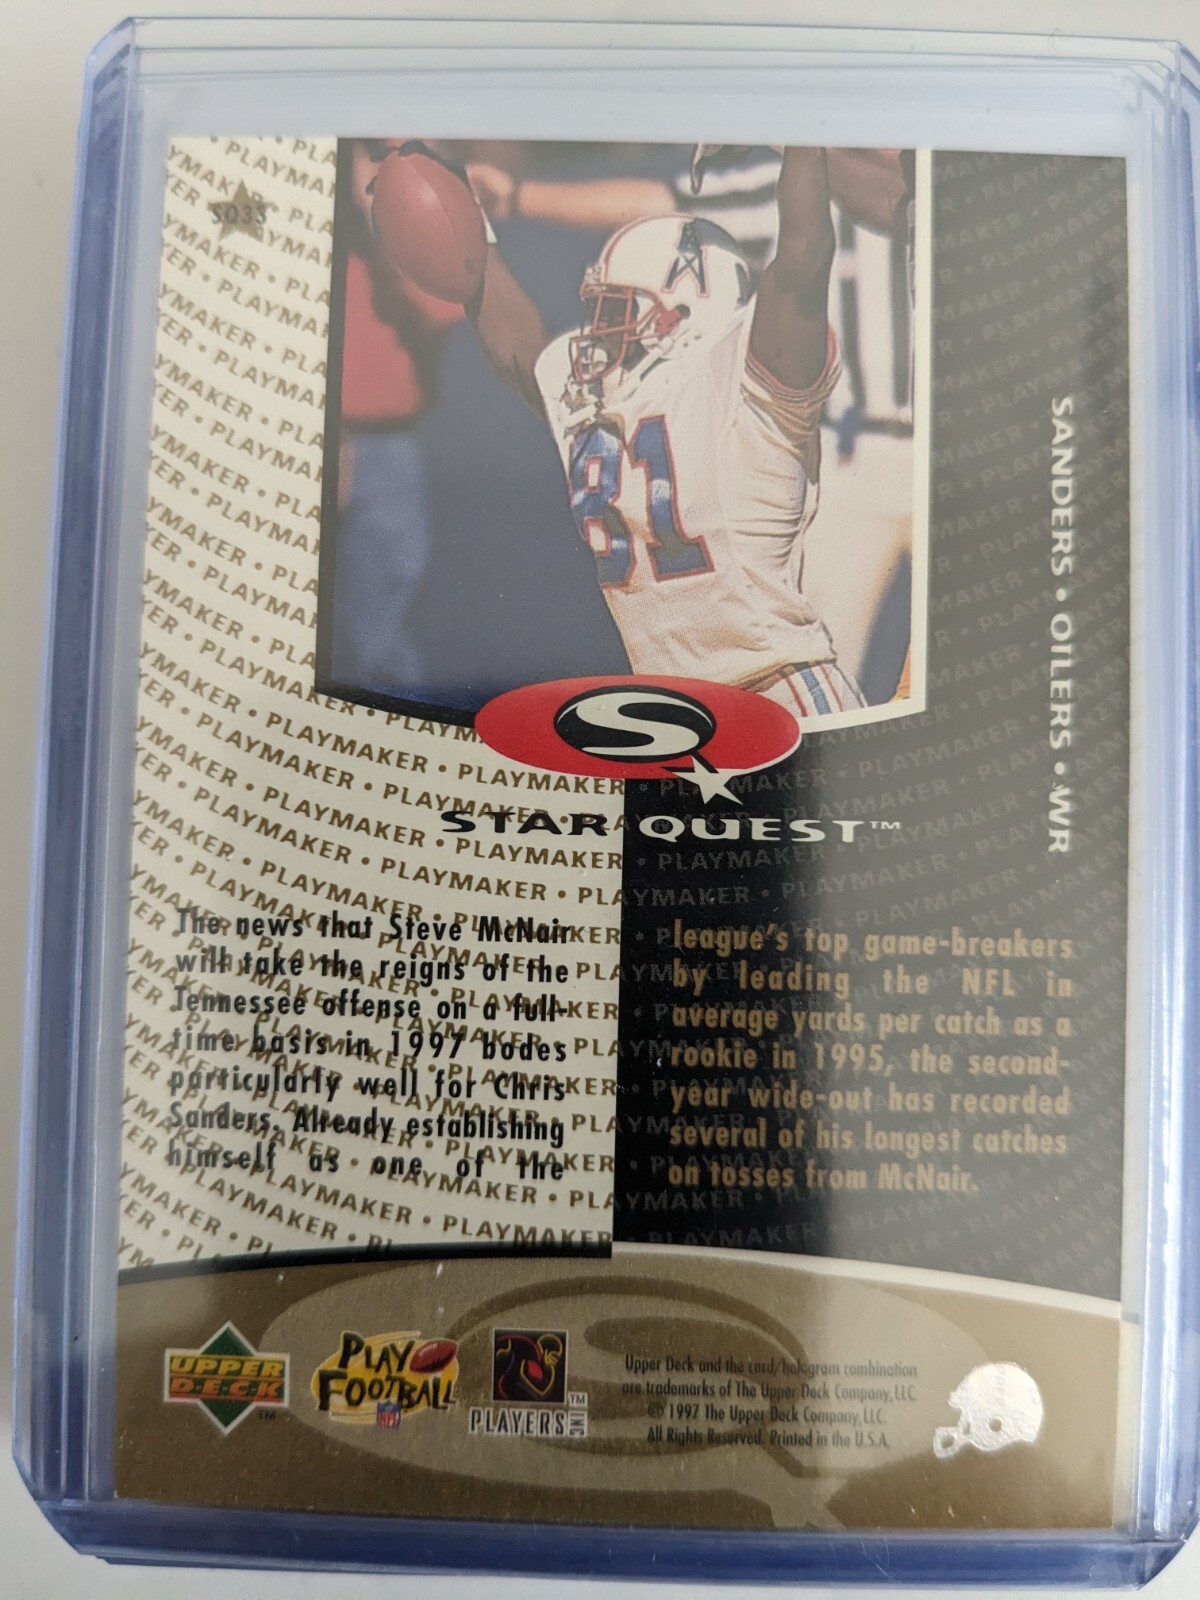 SQ35
SANDERS • OILERS • WR
81
S
STAR QUEST™
The news that Steve McNair
will take the reigns of the
Tennessee offense on a full-
time basis in 1997 bodes
particularly well for Chris
Sanders. Already establishing
himself as one of the
league's top game-breakers
by leading the NFL in
average yards per catch as a
rookie in 1995, the second-
year wide-out has recorded
several of his longest catches
on tosses from McNair.
UPPER
DECK
TM
PLAY
FOOTBALL
NFL
PLAYERS INC
TM
Upper Deck and the card/hologram combination
are trademarks of The Upper Deck Company, LLC.
© 1997 The Upper Deck Company, LLC.
All Rights Reserved. Printed in the U.S.A.